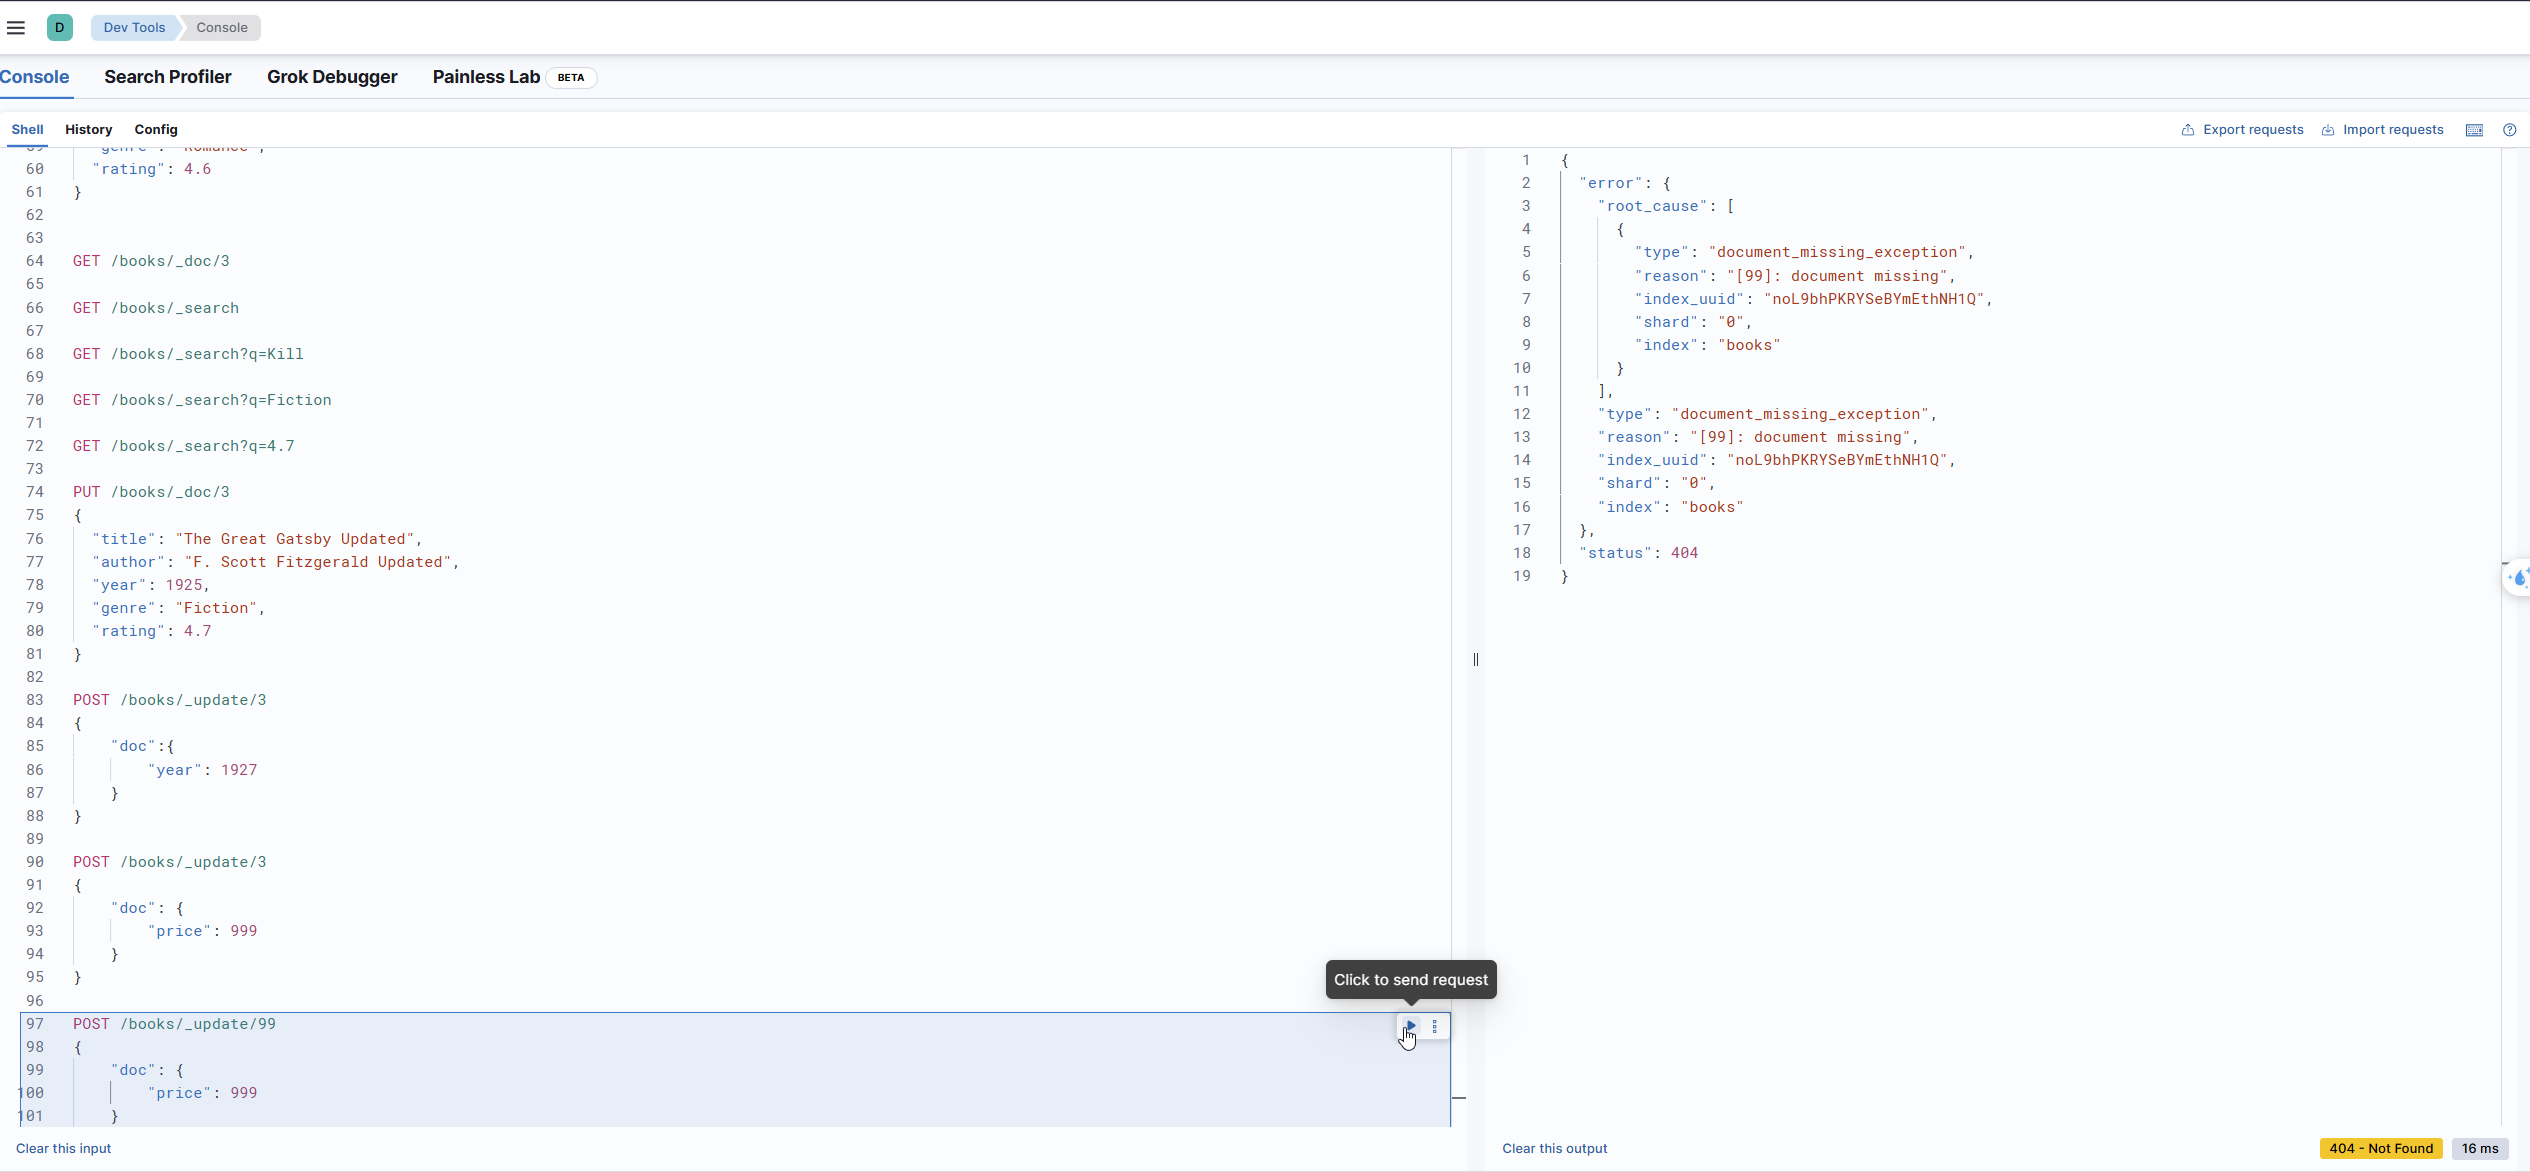 D Dev Tools Console
Console Search Profiler Grok Debugger Painless Lab BETA
Shell History Config Export requests Import requests
59 "genre": "Romance",
60 "rating": 4.6
61 }
62
63
64 GET /books/_doc/3
65
66 GET /books/_search
67
68 GET /books/_search?q=Kill
69
70 GET /books/_search?q=Fiction
71
72 GET /books/_search?q=4.7
73
74 PUT /books/_doc/3
75 {
76 "title": "The Great Gatsby Updated",
77 "author": "F. Scott Fitzgerald Updated",
78 "year": 1925,
79 "genre": "Fiction",
80 "rating": 4.7
81 }
82
83 POST /books/_update/3
84 {
85 "doc":{
86 "year": 1927
87 }
88 }
89
90 POST /books/_update/3
91 {
92 "doc": {
93 "price": 999
94 }
95 }
96
Click to send request
97 POST /books/_update/99
98 {
99 "doc": {
100 "price": 999
101 }
Clear this input
1 {
2 "error": {
3 "root_cause": [
4 {
5 "type": "document_missing_exception",
6 "reason": "[99]: document missing",
7 "index_uuid": "noL9bhPKRYSeBYmEthNH1Q",
8 "shard": "0",
9 "index": "books"
10 }
11 ],
12 "type": "document_missing_exception",
13 "reason": "[99]: document missing",
14 "index_uuid": "noL9bhPKRYSeBYmEthNH1Q",
15 "shard": "0",
16 "index": "books"
17 },
18 "status": 404
19 }
Clear this output 404 - Not Found 16 ms